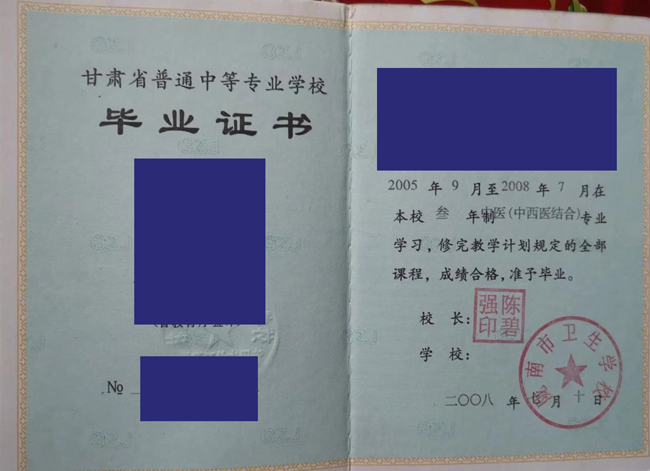 甘肃省普通中等专业学校
毕业证书
№
2005 年 9 月至 2008 年 7 月在
本校 叁 年制 中医(中西医结合) 专业
学习，修完教学计划规定的全部
课程，成绩合格，准予毕业。
校 长：
陈碧强印
学 校：
南市卫生学校
二〇〇八 年 七 月 十 日